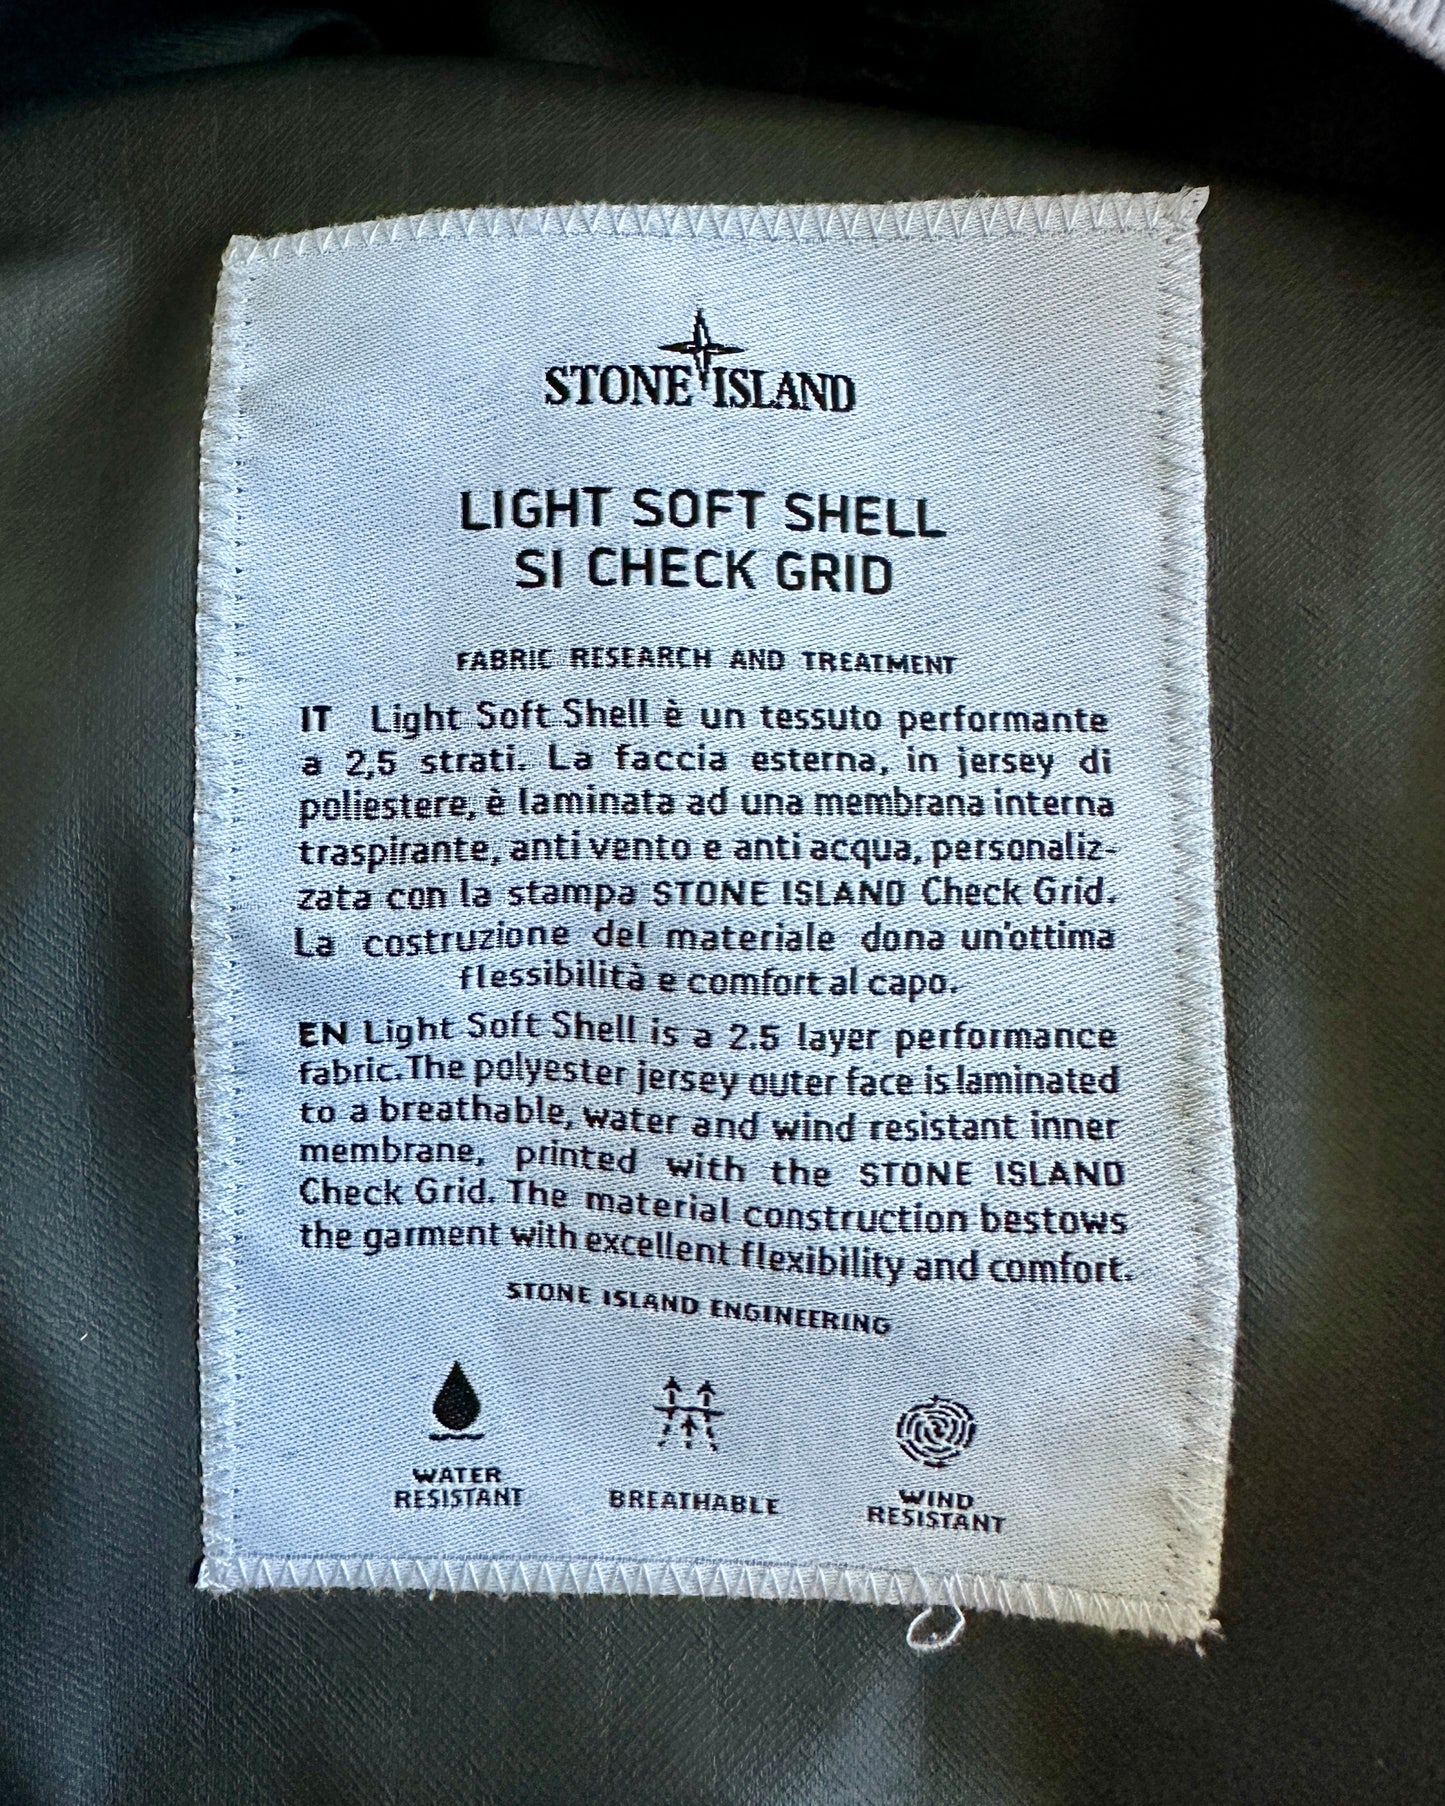 STONE ISLAND
LIGHT SOFT SHELL
SI CHECK GRID
FABRIC RESEARCH AND TREATMENT
IT Light Soft Shell è un tessuto performante
a 2,5 strati. La faccia esterna, in jersey di
poliestere, è laminata ad una membrana interna
traspirante, anti vento e anti acqua, personaliz-
zata con la stampa STONE ISLAND Check Grid.
La costruzione del materiale dona un'ottima
flessibilità e comfort al capo.
EN Light Soft Shell is a 2.5 layer performance
fabric. The polyester jersey outer face is laminated
to a breathable, water and wind resistant inner
membrane, printed with the STONE ISLAND
Check Grid. The material construction bestows
the garment with excellent flexibility and comfort.
STONE ISLAND ENGINEERING
WATER
RESISTANT
BREATHABLE
WIND
RESISTANT